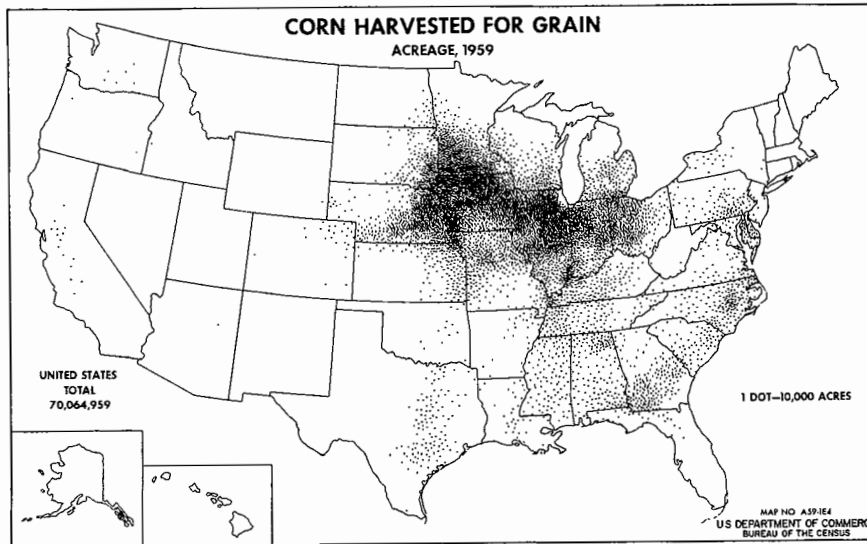 CORN HARVESTED FOR GRAIN
ACREAGE, 1959
UNITED STATES
TOTAL
70,064,959
1 DOT—10,000 ACRES
MAP NO A59-1E4
US DEPARTMENT OF COMMERC
BUREAU OF THE CENSUS